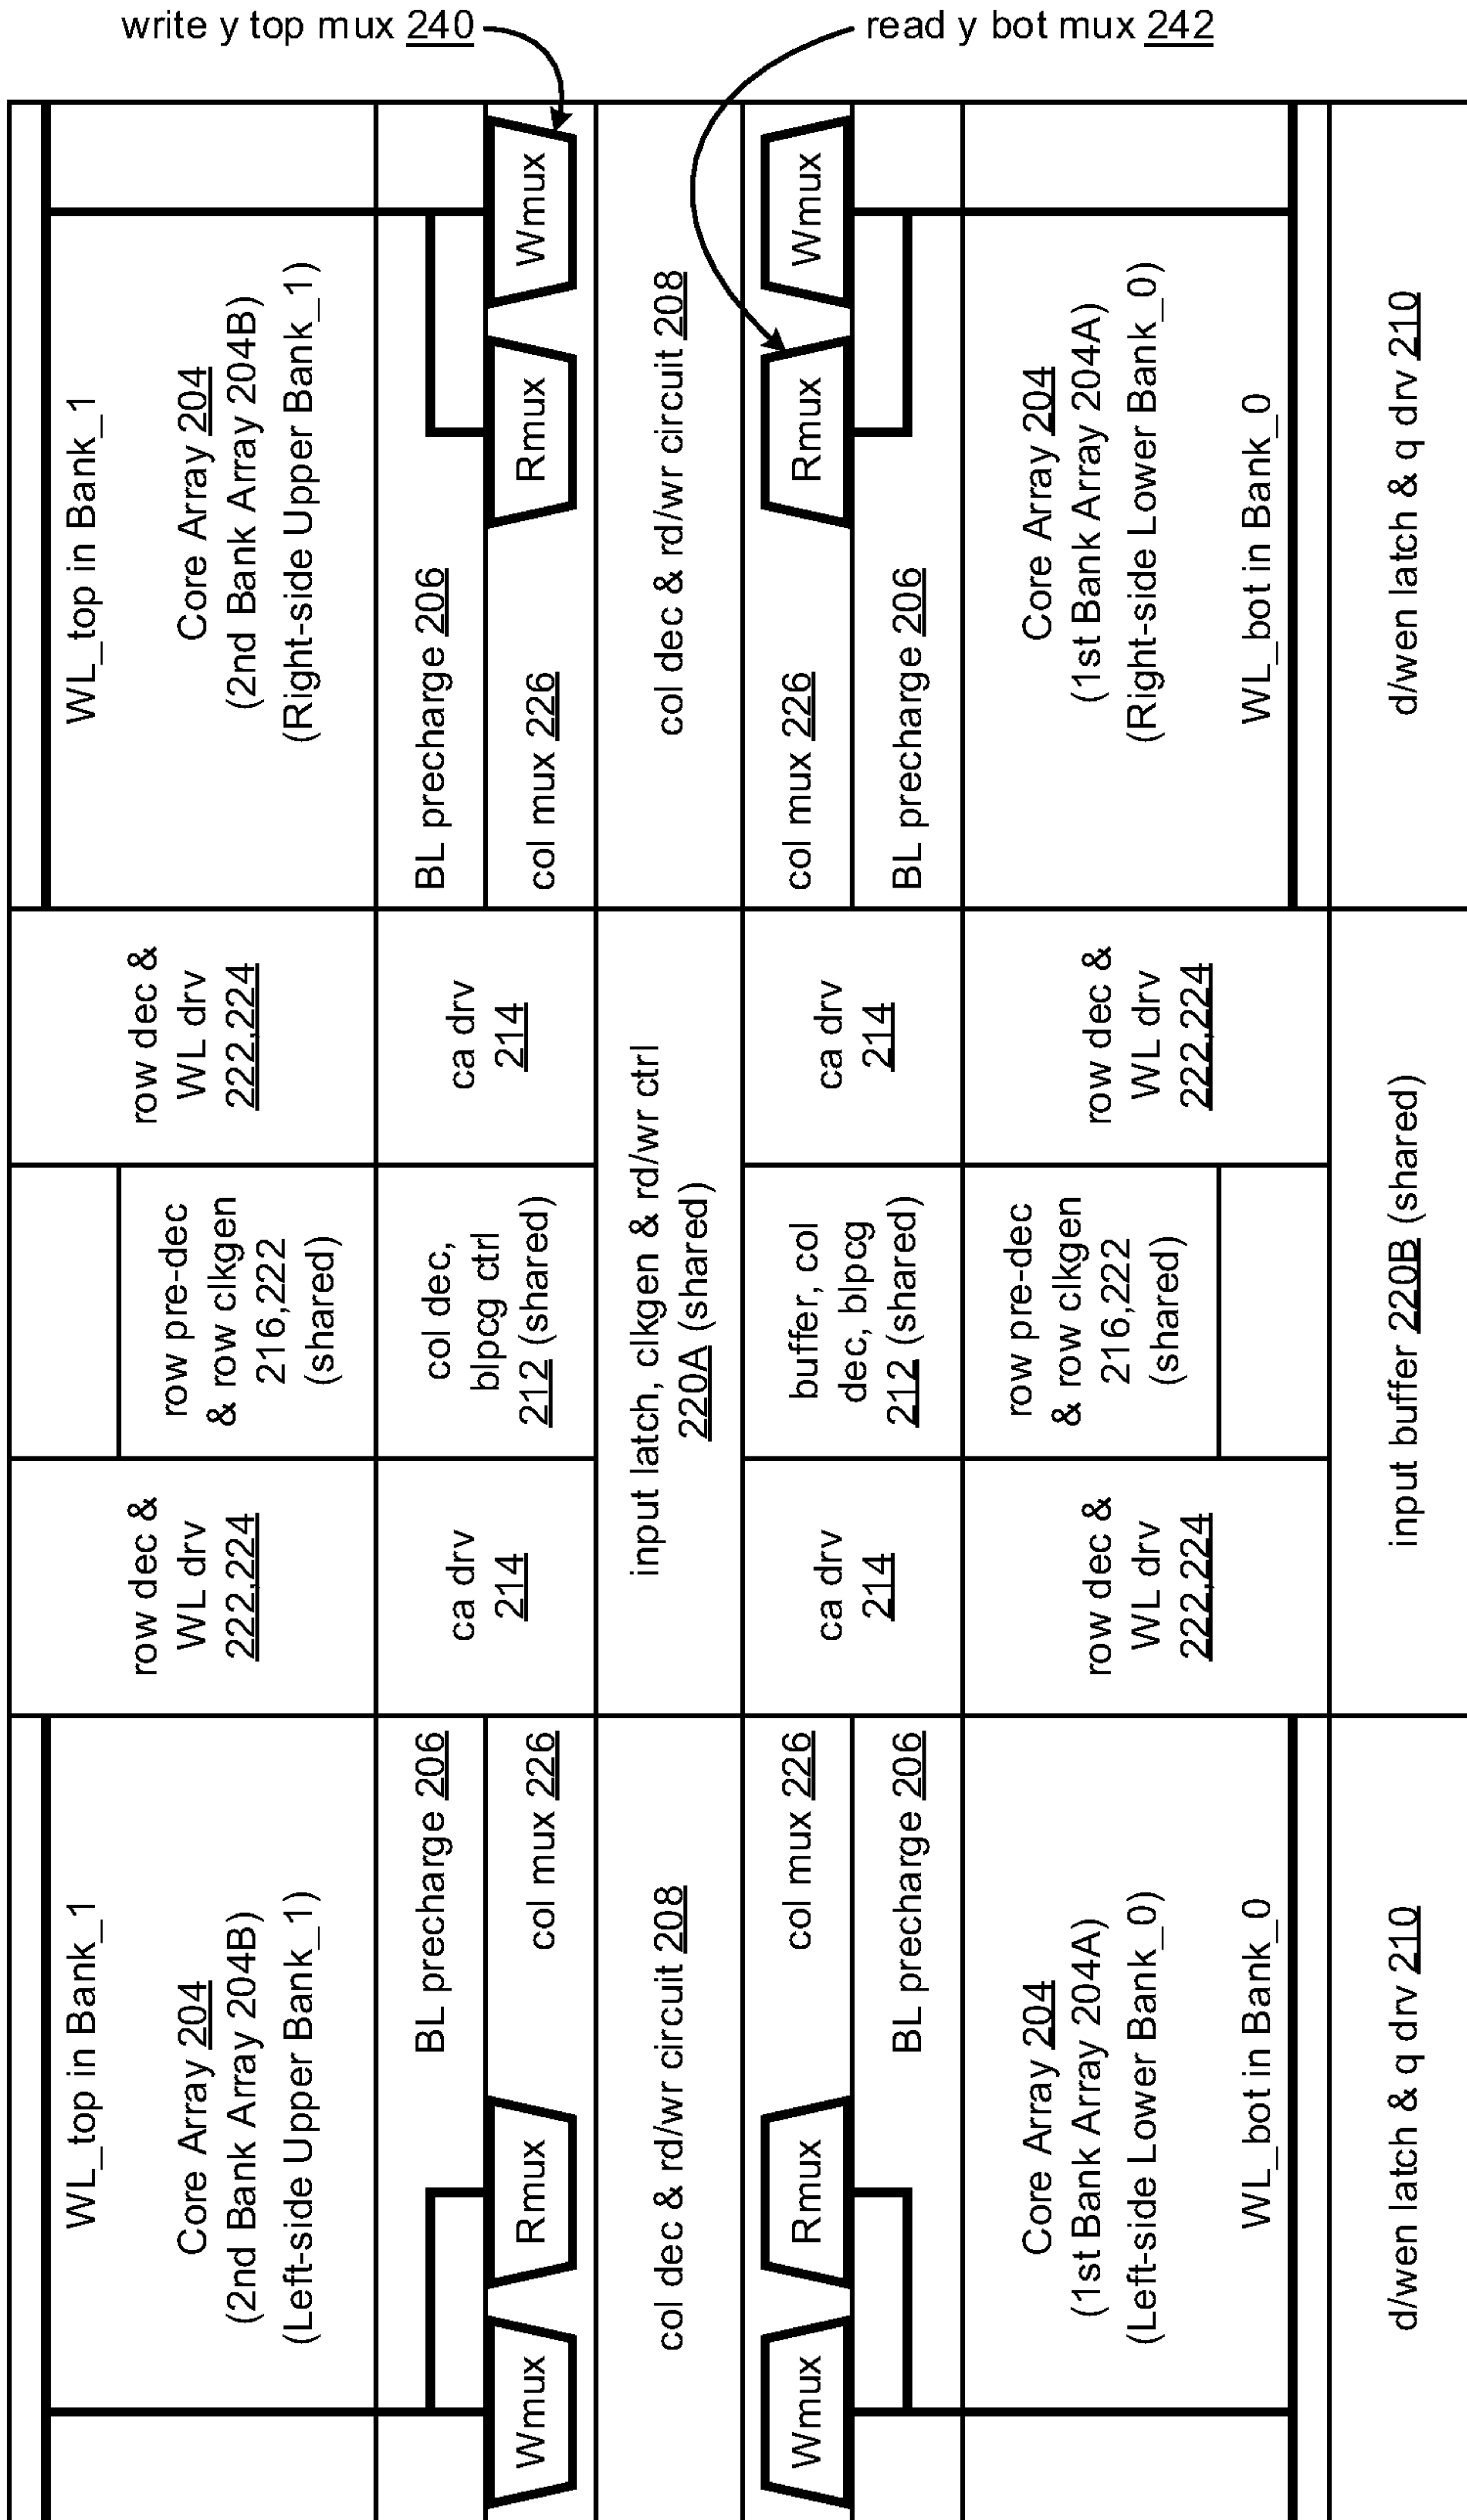 write y top mux 240
read y bot mux 242
WL_top in Bank_1
Core Array 204
(2nd Bank Array 204B)
(Left-side Upper Bank_1)
BL precharge 206
col mux 226
Wmux
Rmux
row dec &
WL drv
222,224
ca drv
214
row pre-dec
& row clkgen
216,222
(shared)
col dec,
blpcg ctrl
212 (shared)
row dec &
WL drv
222,224
ca drv
214
WL_top in Bank_1
Core Array 204
(2nd Bank Array 204B)
(Right-side Upper Bank_1)
BL precharge 206
col mux 226
Rmux
Wmux
col dec & rd/wr circuit 208
input latch, clkgen & rd/wr ctrl
220A (shared)
col dec & rd/wr circuit 208
Wmux
Rmux
col mux 226
BL precharge 206
Core Array 204
(1st Bank Array 204A)
(Left-side Lower Bank_0)
WL_bot in Bank_0
ca drv
214
row dec &
WL drv
222,224
buffer, col
dec, blpcg
212 (shared)
row pre-dec
& row clkgen
216,222
(shared)
ca drv
214
row dec &
WL drv
222,224
col mux 226
Rmux
Wmux
BL precharge 206
Core Array 204
(1st Bank Array 204A)
(Right-side Lower Bank_0)
WL_bot in Bank_0
d/wen latch & q drv 210
input buffer 220B (shared)
d/wen latch & q drv 210